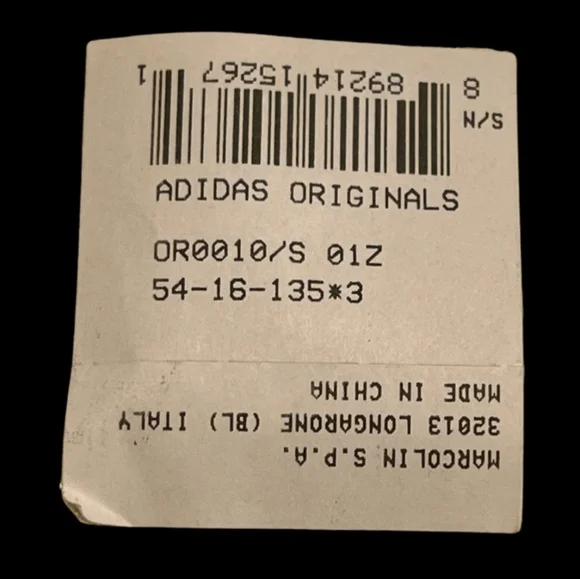 8 89214 15267 1
S/N
ADIDAS ORIGINALS
OR0010/S 01Z
54-16-135*3
MARCOLIN S.P.A.
32013 LONGARONE (BL) ITALY
MADE IN CHINA